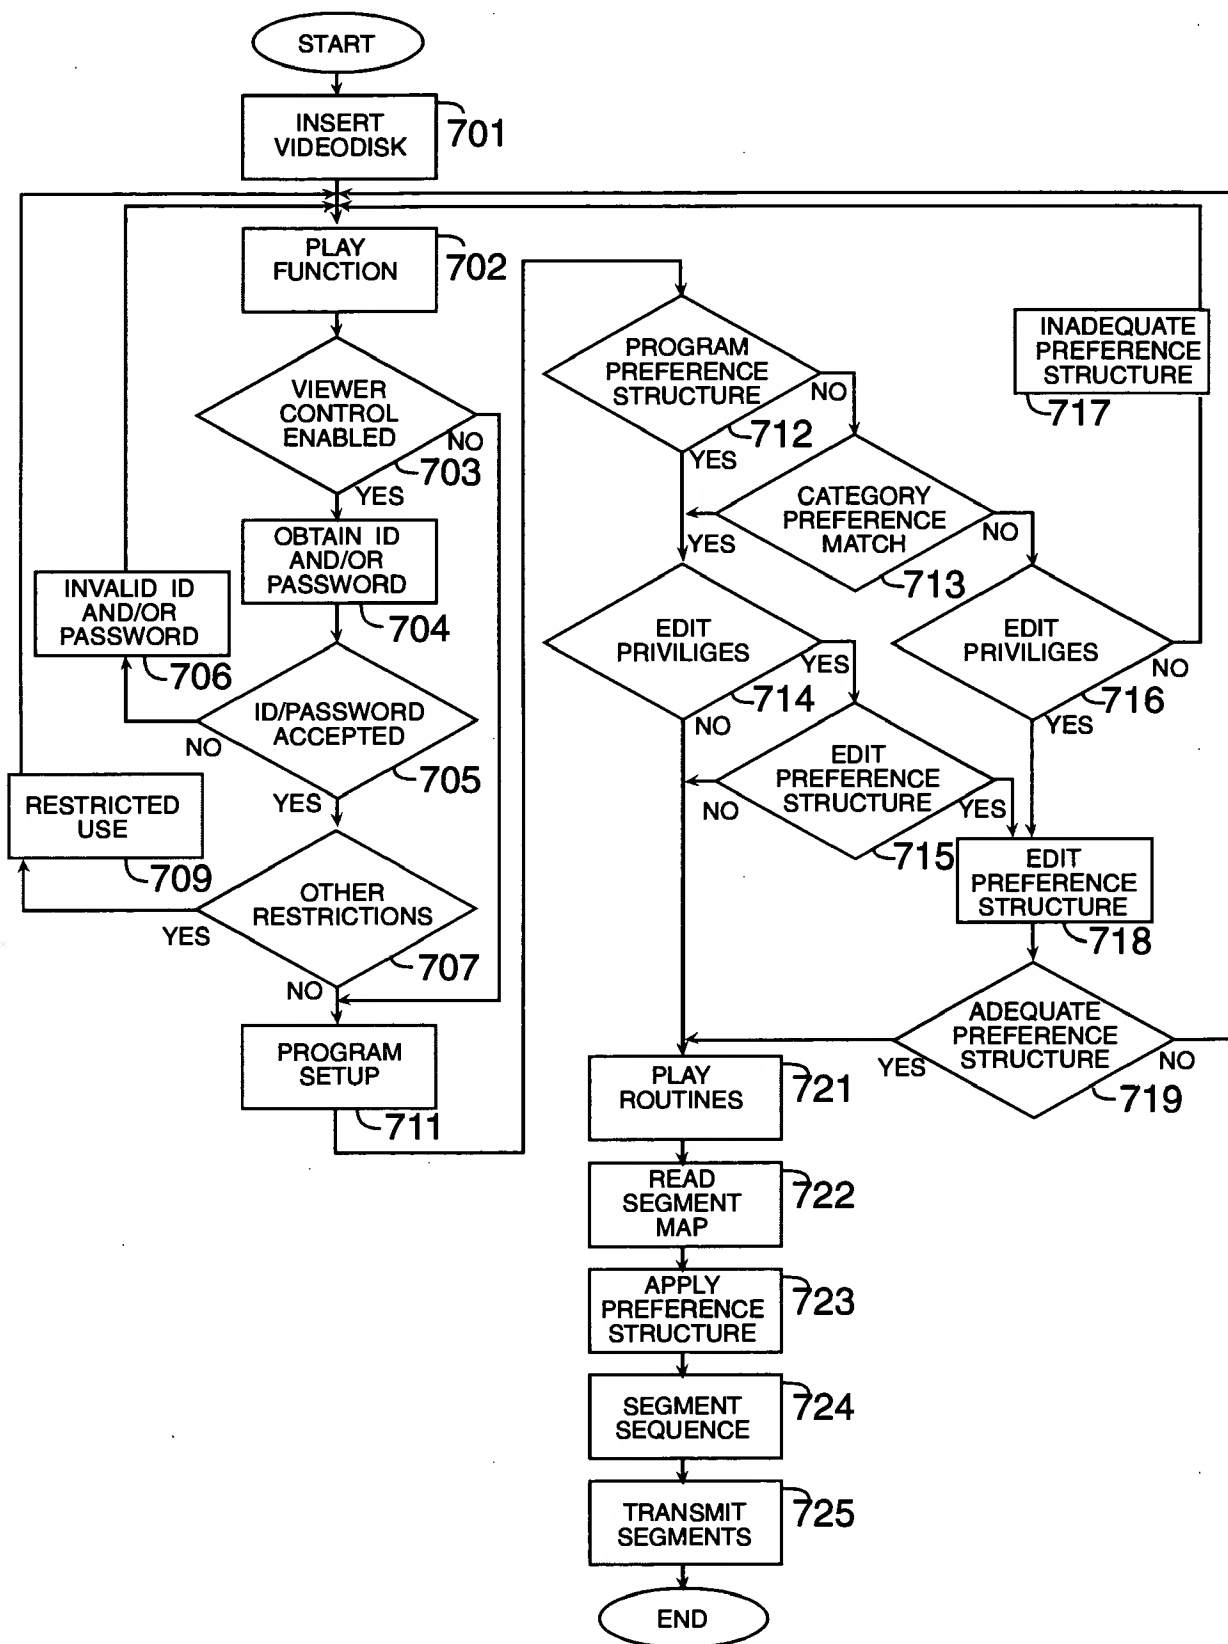 START
INSERT
VIDEODISK
701
PLAY
FUNCTION
702
VIEWER
CONTROL
ENABLED
NO
703
YES
OBTAIN ID
AND/OR
PASSWORD
704
INVALID ID
AND/OR
PASSWORD
706
ID/PASSWORD
ACCEPTED
NO
705
YES
RESTRICTED
USE
709
OTHER
RESTRICTIONS
YES
707
NO
PROGRAM
SETUP
711
PROGRAM
PREFERENCE
STRUCTURE
NO
712
YES
CATEGORY
PREFERENCE
MATCH
YES
NO
713
INADEQUATE
PREFERENCE
STRUCTURE
717
EDIT
PRIVILIGES
YES
714
NO
EDIT
PRIVILIGES
NO
716
YES
EDIT
PREFERENCE
STRUCTURE
NO
YES
715
EDIT
PREFERENCE
STRUCTURE
718
ADEQUATE
PREFERENCE
STRUCTURE
YES
NO
719
PLAY
ROUTINES
721
READ
SEGMENT
MAP
722
APPLY
PREFERENCE
STRUCTURE
723
SEGMENT
SEQUENCE
724
TRANSMIT
SEGMENTS
725
END